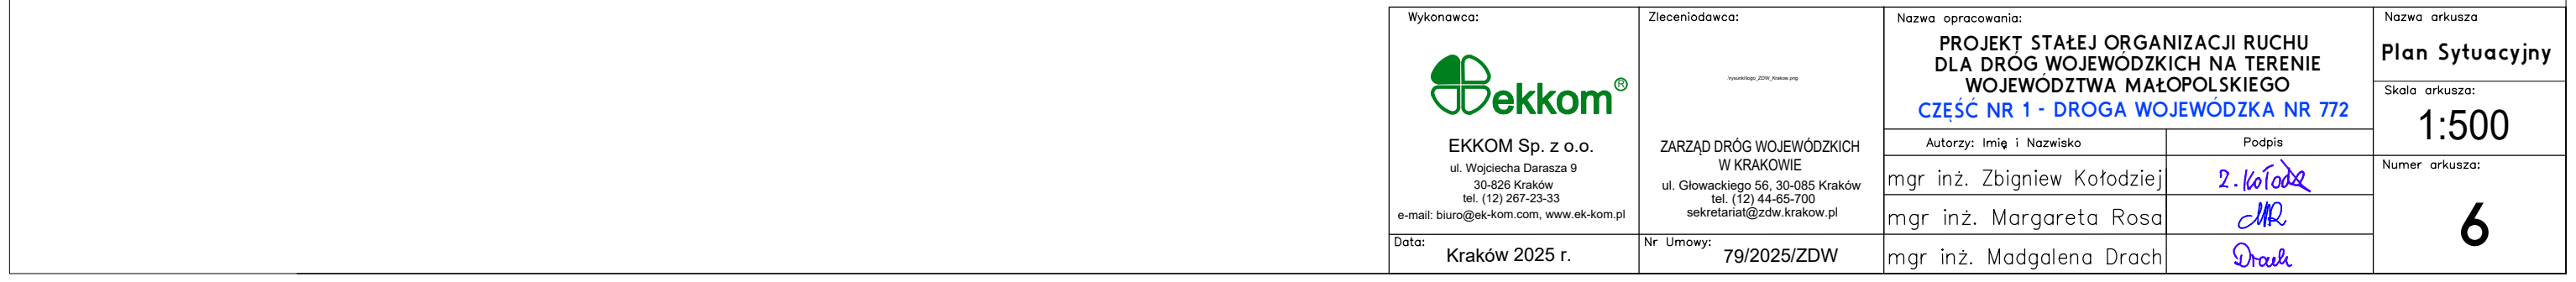 Wykonawca:
ekkom®
EKKOM Sp. z o.o.
ul. Wojciecha Darasza 9
30-826 Kraków
tel. (12) 267-23-33
e-mail: biuro@ek-kom.com, www.ek-kom.pl
Data:
Kraków 2025 r.
Zleceniodawca:
ZARZĄD DRÓG WOJEWÓDZKICH
W KRAKOWIE
ul. Głowackiego 56, 30-085 Kraków
tel. (12) 44-65-700
sekretariat@zdw.krakow.pl
Nr Umowy:
79/2025/ZDW
Nazwa opracowania:
PROJEKT STAŁEJ ORGANIZACJI RUCHU
DLA DRÓG WOJEWÓDZKICH NA TERENIE
WOJEWÓDZTWA MAŁOPOLSKIEGO
CZĘŚĆ NR 1 - DROGA WOJEWÓDZKA NR 772
Autorzy: Imię i Nazwisko
Podpis
mgr inż. Zbigniew Kołodziej
mgr inż. Margareta Rosa
MR
mgr inż. Madgalena Drach
Drach
Nazwa arkusza
Plan Sytuacyjny
Skala arkusza:
1:500
Numer arkusza:
6